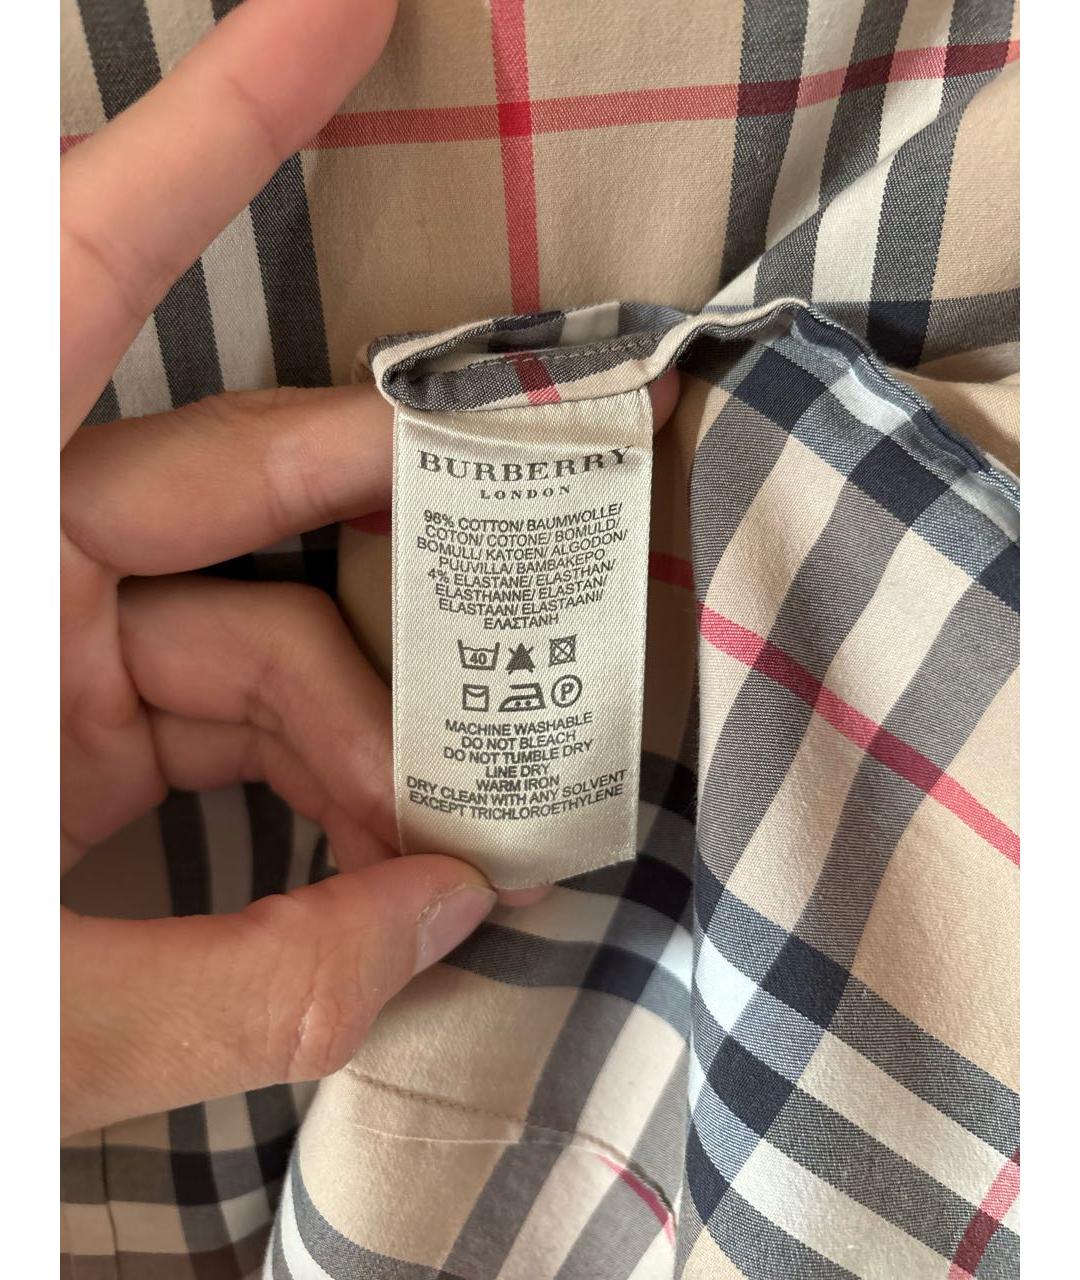 BURBERRY
LONDON
96% COTTON/ BAUMWOLLE/
COTON/ COTONE/ BOMULD/
BOMULL/ KATOEN/ ALGODON/
PUUVILLA/ ΒΑΜΒΑΚΕΡΟ
4% ELASTANE/ ELASTHAN/
ELASTHANNE/ ELASTAN/
ELASTAAN/ ELASTAANI/
ΕΛΑΣΤΑΝΗ
40
P
MACHINE WASHABLE
DO NOT BLEACH
DO NOT TUMBLE DRY
LINE DRY
WARM IRON
DRY CLEAN WITH ANY SOLVENT
EXCEPT TRICHLOROETHYLENE